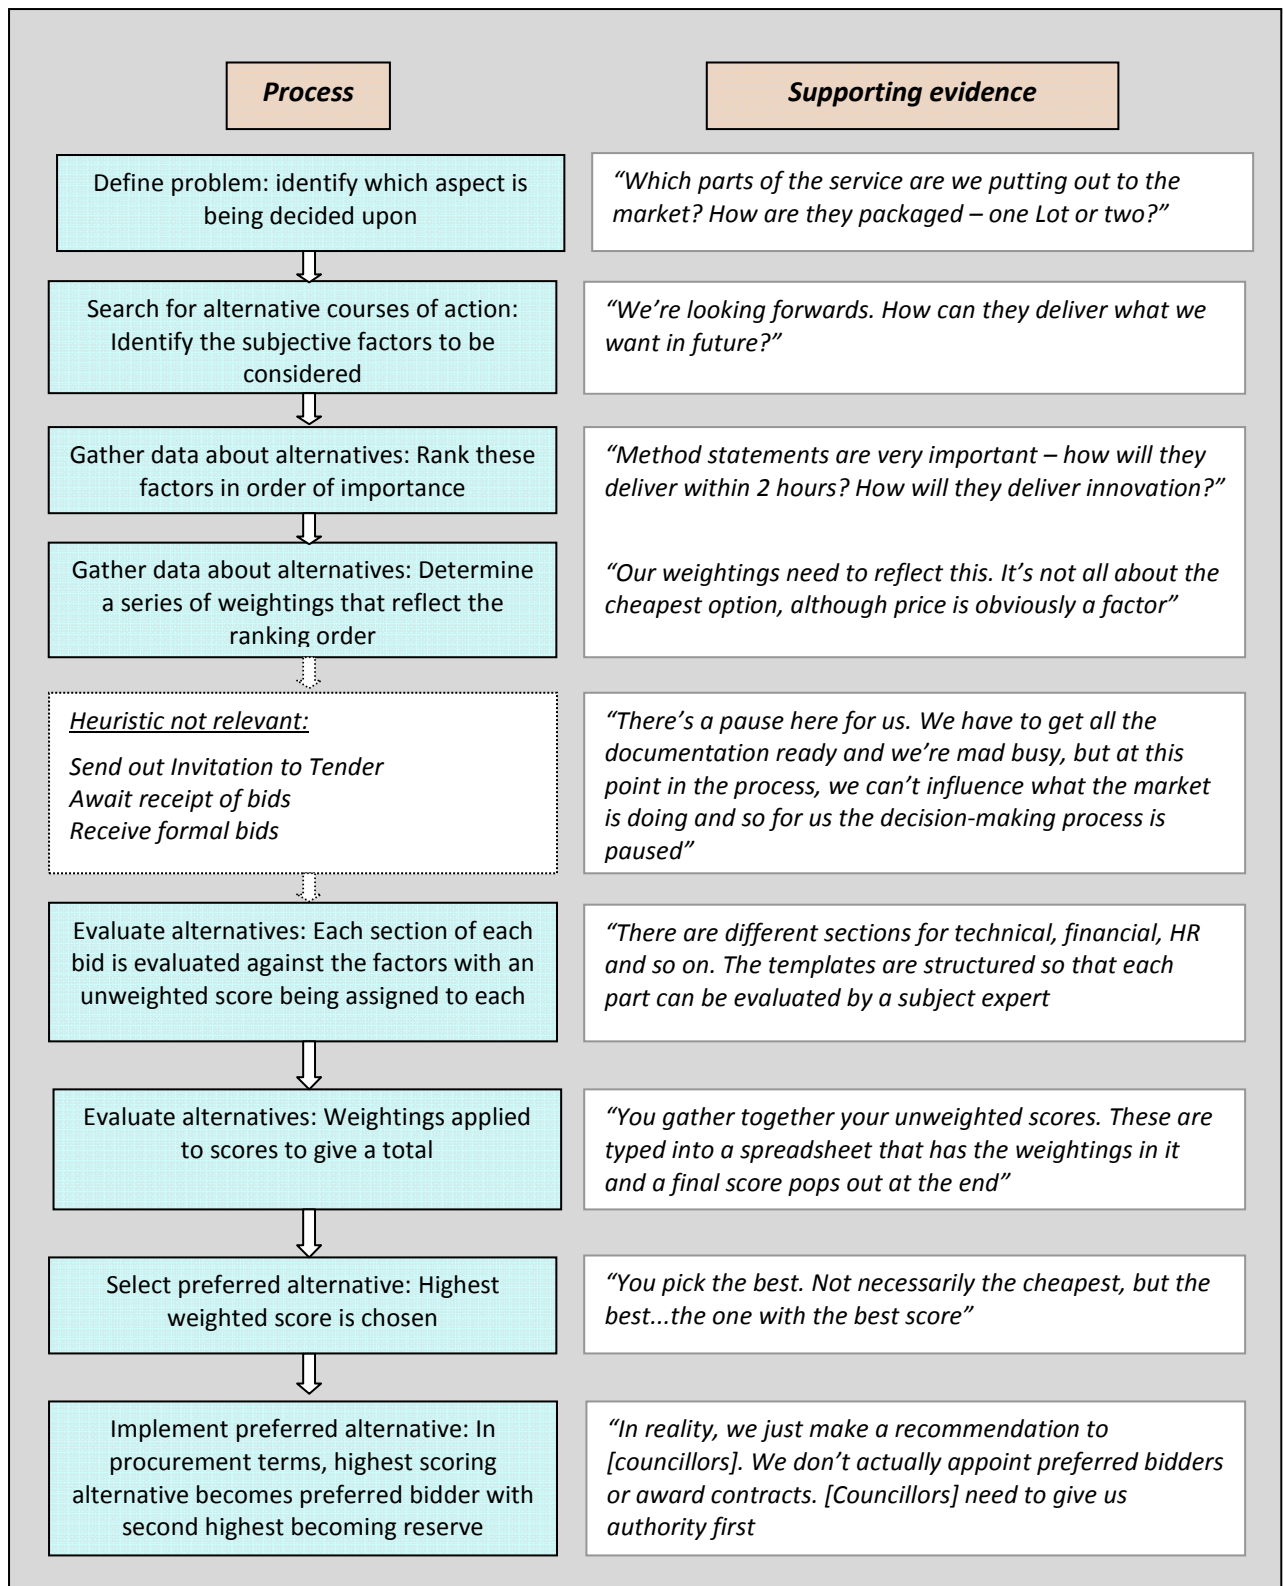 Process
Supporting evidence
Define problem: identify which aspect is
being decided upon
“Which parts of the service are we putting out to the
market? How are they packaged – one Lot or two?”
Search for alternative courses of action:
Identify the subjective factors to be
considered
“We’re looking forwards. How can they deliver what we
want in future?”
Gather data about alternatives: Rank these
factors in order of importance
“Method statements are very important – how will they
deliver within 2 hours? How will they deliver innovation?”
Gather data about alternatives: Determine
a series of weightings that reflect the
ranking order
“Our weightings need to reflect this. It’s not all about the
cheapest option, although price is obviously a factor”
Heuristic not relevant:
Send out Invitation to Tender
Await receipt of bids
Receive formal bids
“There’s a pause here for us. We have to get all the
documentation ready and we’re mad busy, but at this
point in the process, we can’t influence what the market
is doing and so for us the decision-making process is
paused”
Evaluate alternatives: Each section of each
bid is evaluated against the factors with an
unweighted score being assigned to each
“There are different sections for technical, financial, HR
and so on. The templates are structured so that each
part can be evaluated by a subject expert
Evaluate alternatives: Weightings applied
to scores to give a total
“You gather together your unweighted scores. These are
typed into a spreadsheet that has the weightings in it
and a final score pops out at the end”
Select preferred alternative: Highest
weighted score is chosen
“You pick the best. Not necessarily the cheapest, but the
best...the one with the best score”
Implement preferred alternative: In
procurement terms, highest scoring
alternative becomes preferred bidder with
second highest becoming reserve
“In reality, we just make a recommendation to
[councillors]. We don’t actually appoint preferred bidders
or award contracts. [Councillors] need to give us
authority first